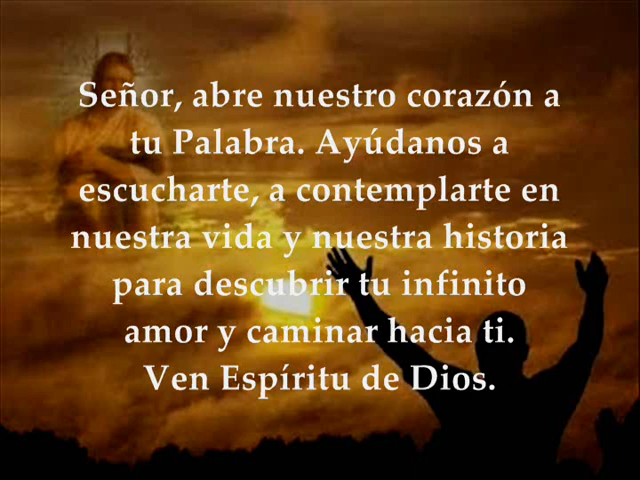 Señor, abre nuestro corazón a
tu Palabra. Ayúdanos a
escucharte, a contemplarte en
nuestra vida y nuestra historia
para descubrir tu infinito
amor y caminar hacia ti.
Ven Espíritu de Dios.